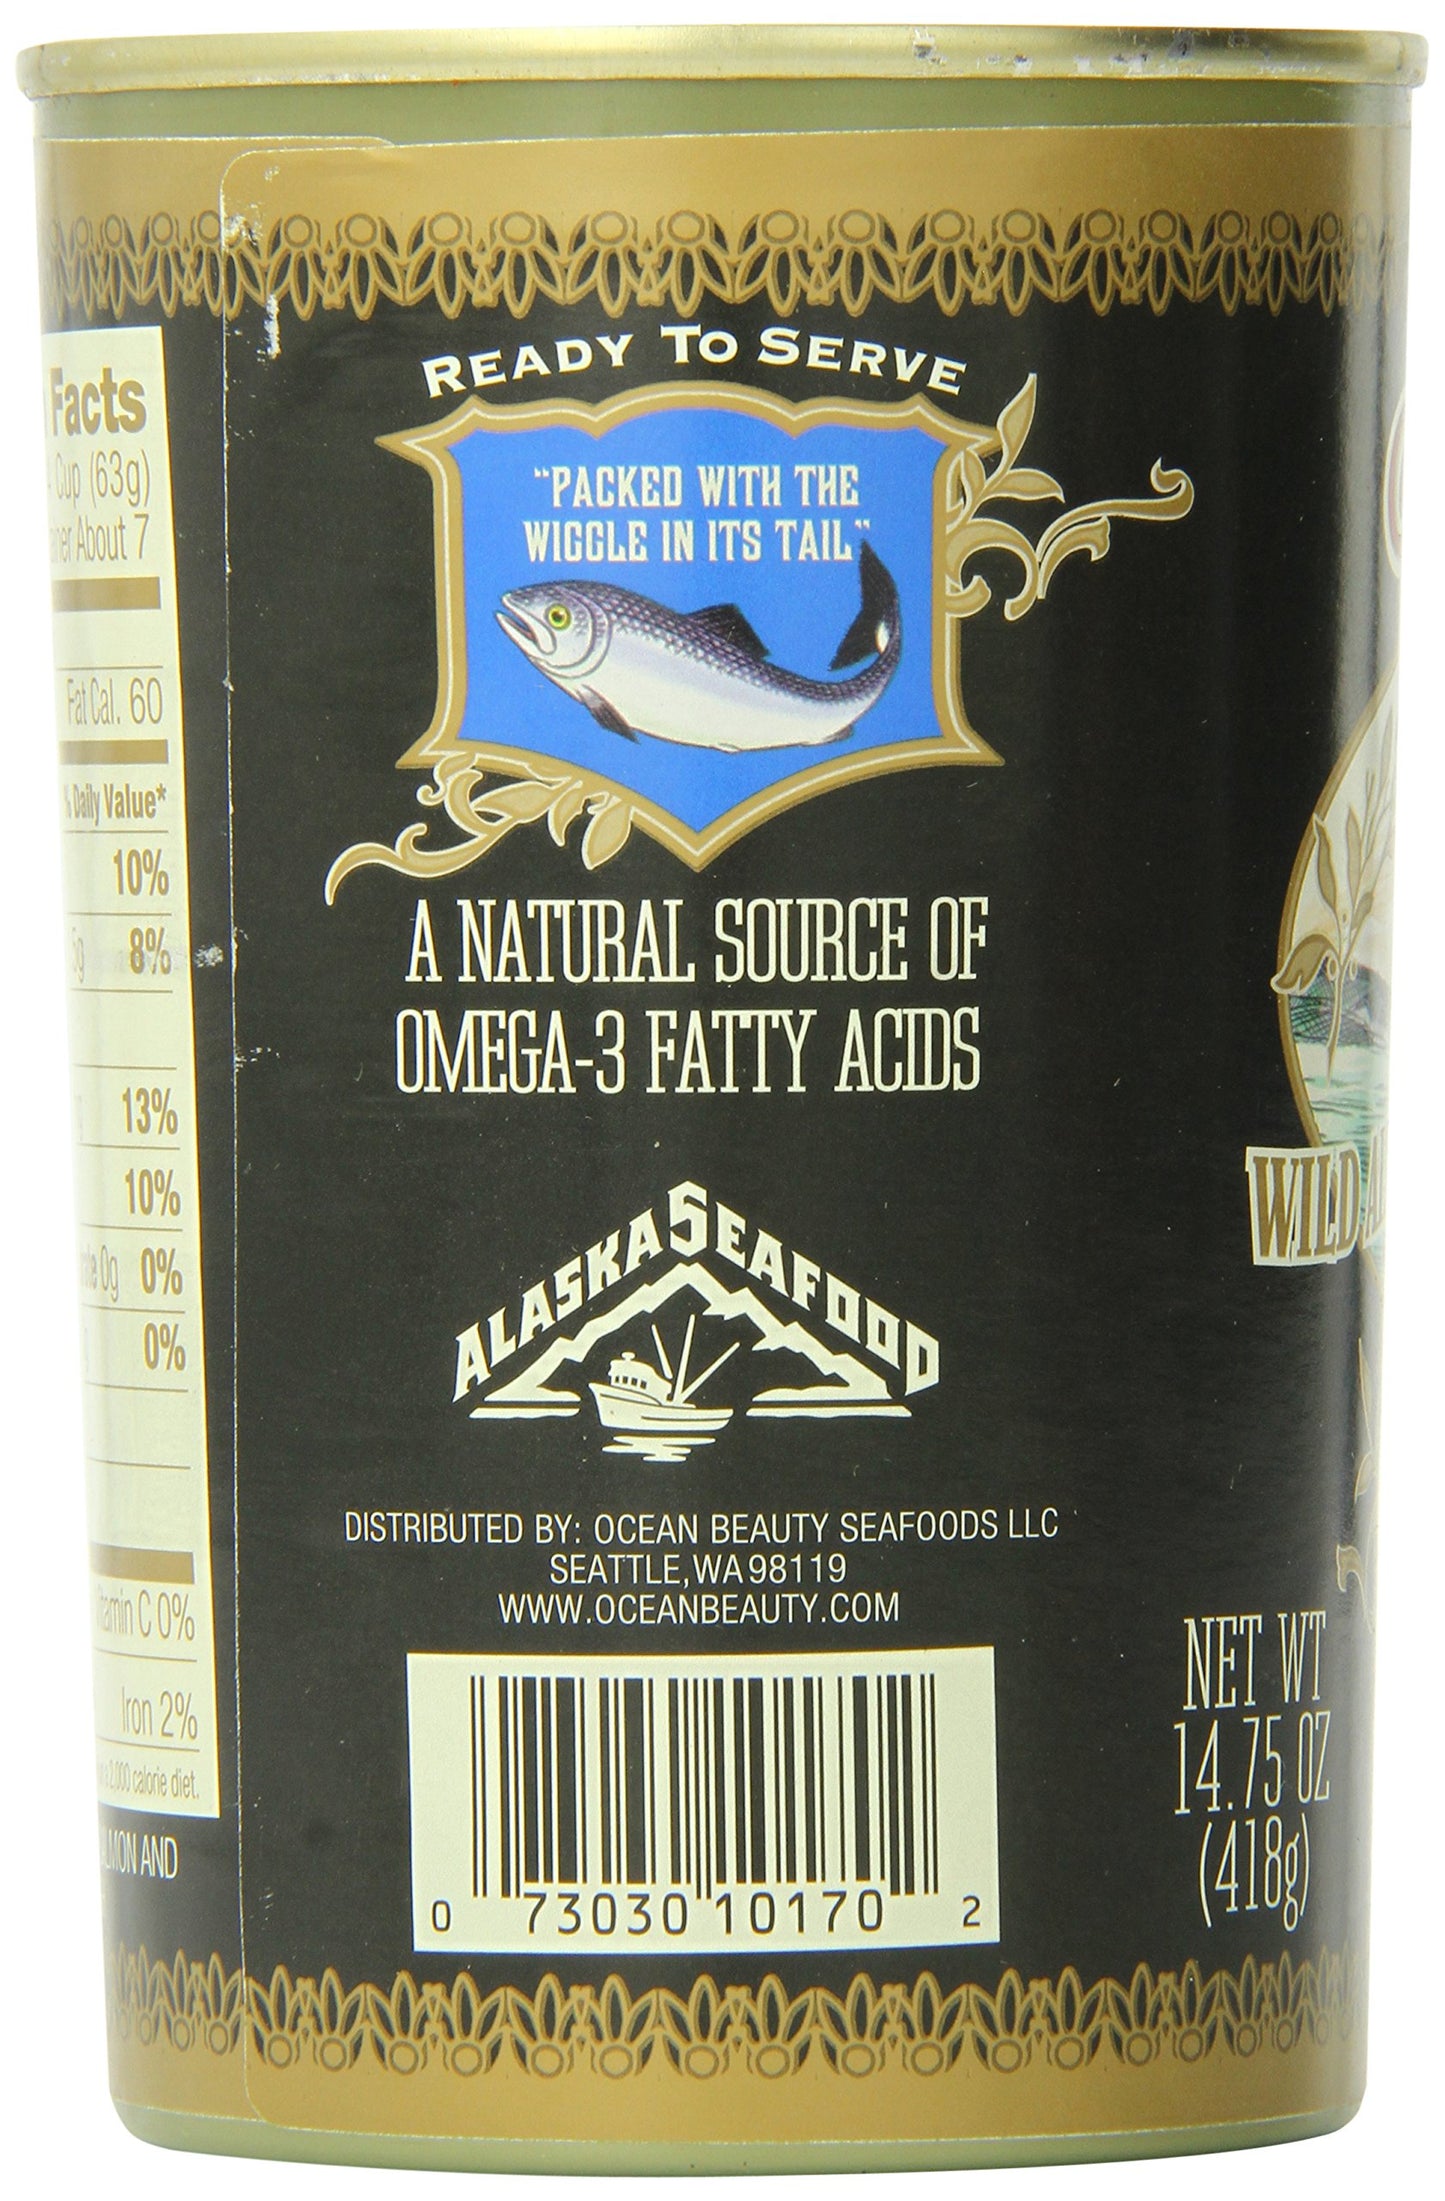 Facts
Cup (63g)
About 7
Fat Cal. 60
% Daily Value*
10%
8%
13%
10%
0g 0%
0%
Vitamin C 0%
Iron 2%
2,000 calorie diet.
AND
READY TO SERVE
"PACKED WITH THE
WIGGLE IN ITS TAIL"
A NATURAL SOURCE OF
OMEGA-3 FATTY ACIDS
ALASKA SEAFOOD
DISTRIBUTED BY: OCEAN BEAUTY SEAFOODS LLC
SEATTLE, WA 98119
WWW.OCEANBEAUTY.COM
0 73030 10170 2
WILD
NET WT
14.75 OZ
(418g)